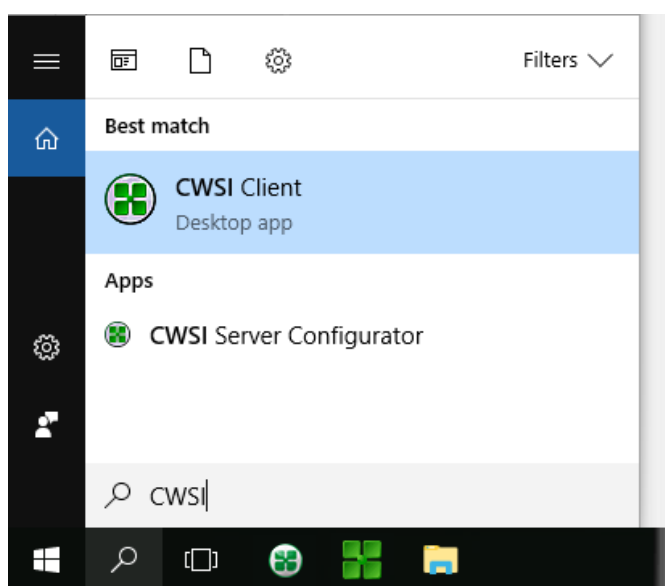 Filters
Best match
CWSI Client
Desktop app
Apps
CWSI Server Configurator
CWSI